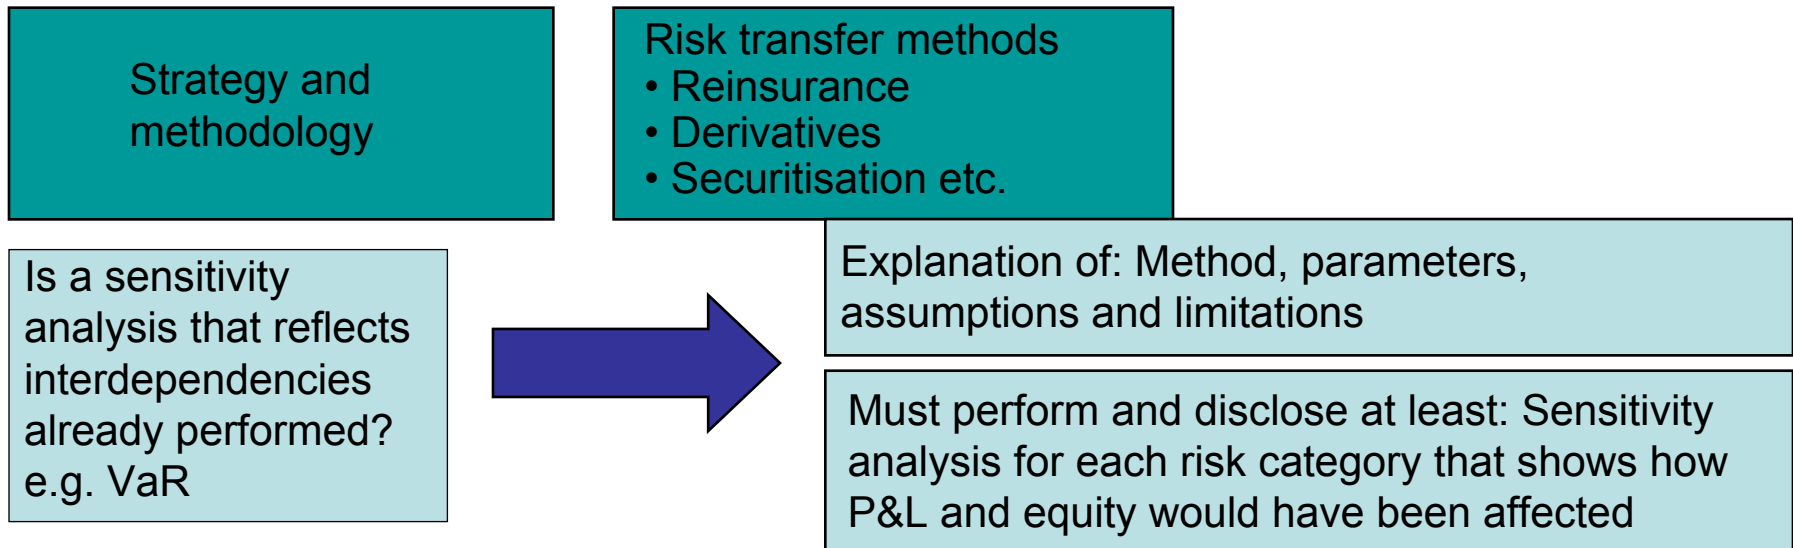 Strategy and
methodology
Risk transfer methods
• Reinsurance
• Derivatives
• Securitisation etc.
Is a sensitivity
analysis that reflects
interdependencies
already performed?
e.g. VaR
Explanation of: Method, parameters,
assumptions and limitations
Must perform and disclose at least: Sensitivity
analysis for each risk category that shows how
P&L and equity would have been affected